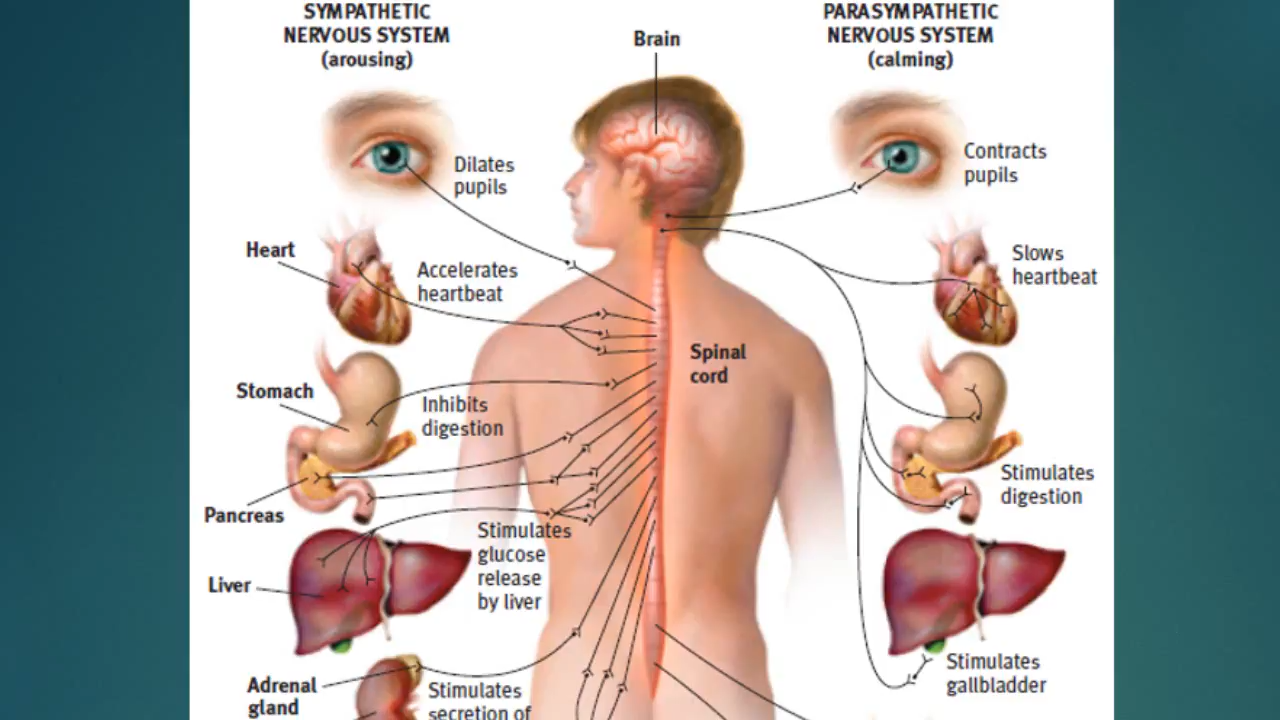 SYMPATHETIC
NERVOUS SYSTEM
(arousing)
Brain
PARASYMPATHETIC
NERVOUS SYSTEM
(calming)
Dilates
pupils
Contracts
pupils
Heart
Accelerates
heartbeat
Slows
heartbeat
Spinal
cord
Stomach
Inhibits
digestion
Stimulates
digestion
Pancreas
Stimulates
glucose
release
by liver
Liver
Stimulates
gallbladder
Adrenal
gland
Stimulates
secretion of